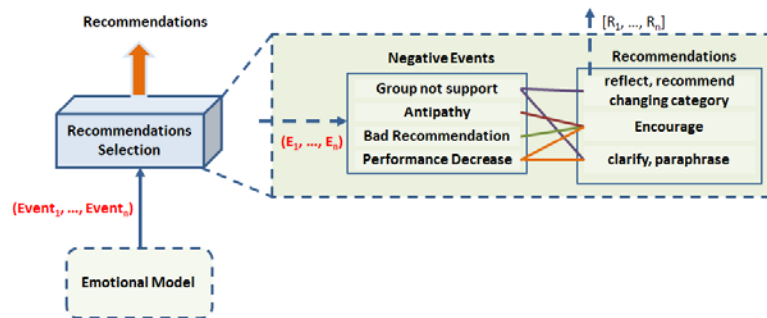 Recommendations
[R1, ..., Rn]
Negative Events
Recommendations
Group not support
Antipathy
Bad Recommendation
Performance Decrease
reflect, recommend
changing category
Encourage
clarify, paraphrase
Recommendations
Selection
(E1, ..., En)
(Event1, ..., Eventn)
Emotional Model